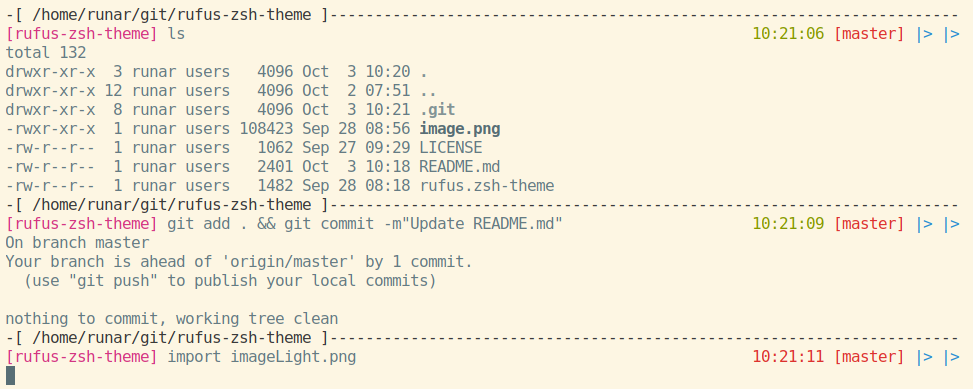 -[ /home/runar/git/rufus-zsh-theme ]----------------------------------------------------------------------
[rufus-zsh-theme] ls                                                               10:21:06 [master] |> |>
total 132
drwxr-xr-x  3 runar users   4096 Oct  3 10:20 .
drwxr-xr-x 12 runar users   4096 Oct  2 07:51 ..
drwxr-xr-x  8 runar users   4096 Oct  3 10:21 .git
-rwxr-xr-x  1 runar users 108423 Sep 28 08:56 image.png
-rw-r--r--  1 runar users   1062 Sep 27 09:29 LICENSE
-rw-r--r--  1 runar users   2401 Oct  3 10:18 README.md
-rw-r--r--  1 runar users   1482 Sep 28 08:18 rufus.zsh-theme
-[ /home/runar/git/rufus-zsh-theme ]----------------------------------------------------------------------
[rufus-zsh-theme] git add . && git commit -m"Update README.md"                     10:21:09 [master] |> |>
On branch master
Your branch is ahead of 'origin/master' by 1 commit.
  (use "git push" to publish your local commits)

nothing to commit, working tree clean
-[ /home/runar/git/rufus-zsh-theme ]----------------------------------------------------------------------
[rufus-zsh-theme] import imageLight.png                                            10:21:11 [master] |> |>